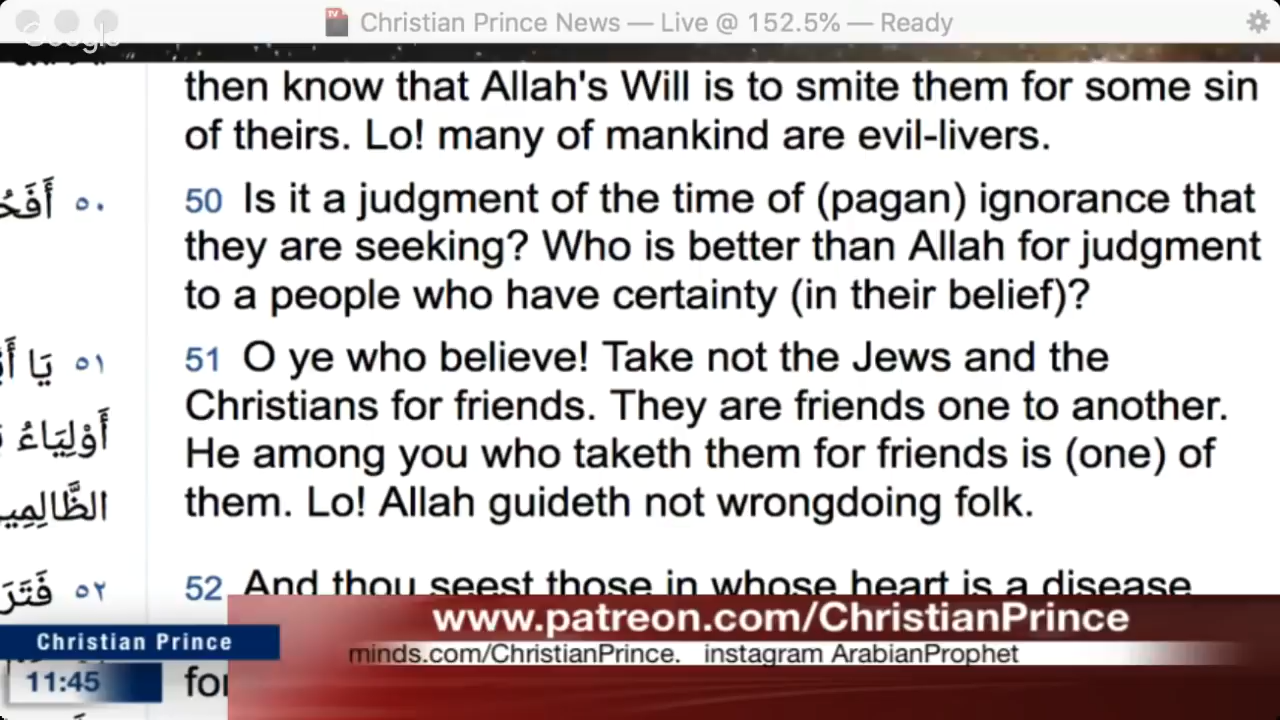 Christian Prince News — Live @ 152.5% — Ready
Google
then know that Allah's Will is to smite them for some sin
of theirs. Lo! many of mankind are evil-livers.
50 Is it a judgment of the time of (pagan) ignorance that
they are seeking? Who is better than Allah for judgment
to a people who have certainty (in their belief)?
٥٠
51 O ye who believe! Take not the Jews and the
Christians for friends. They are friends one to another.
He among you who taketh them for friends is (one) of
them. Lo! Allah guideth not wrongdoing folk.
٥١ يَا
أَوْلِيَاءُ
52 And thou seest those in whose heart is a disease
٥٢
www.patreon.com/ChristianPrince
Christian Prince
minds.com/ChristianPrince. instagram ArabianProphet
11:45